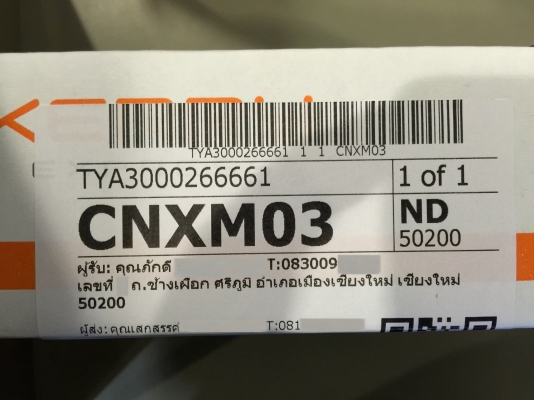 TYA3000266661 1 1 CNXM03
TYA3000266661 1 of 1
CNXM03 ND
50200
ผู้รับ: คุณภักดี T:083009
เลขที่ ถ.ช้างเผือก ศรีภูมิ อำเภอเมืองเชียงใหม่ เชียงใหม่
50200
ผู้ส่ง: คุณเสกสรรค์ T:081